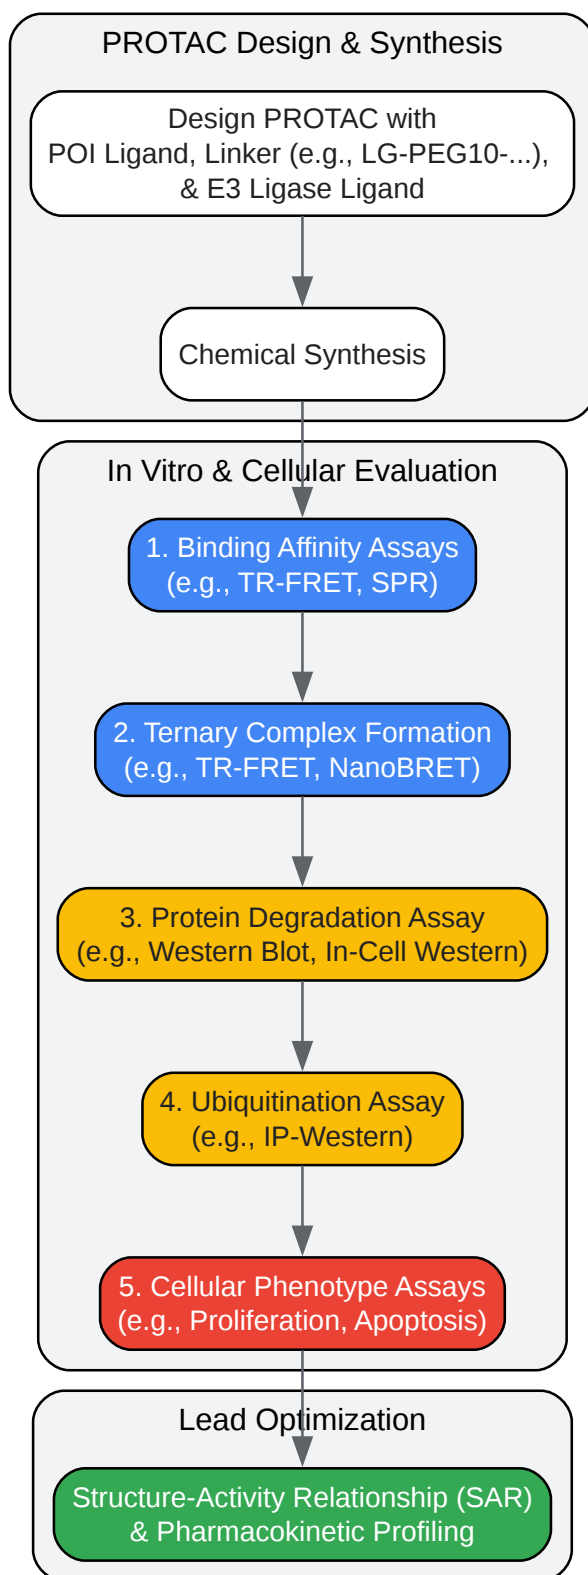 PROTAC Design & Synthesis
Design PROTAC with
POI Ligand, Linker (e.g., LG-PEG10-...),
& E3 Ligase Ligand
Chemical Synthesis
In Vitro & Cellular Evaluation
1. Binding Affinity Assays
(e.g., TR-FRET, SPR)
2. Ternary Complex Formation
(e.g., TR-FRET, NanoBRET)
3. Protein Degradation Assay
(e.g., Western Blot, In-Cell Western)
4. Ubiquitination Assay
(e.g., IP-Western)
5. Cellular Phenotype Assays
(e.g., Proliferation, Apoptosis)
Lead Optimization
Structure-Activity Relationship (SAR)
& Pharmacokinetic Profiling